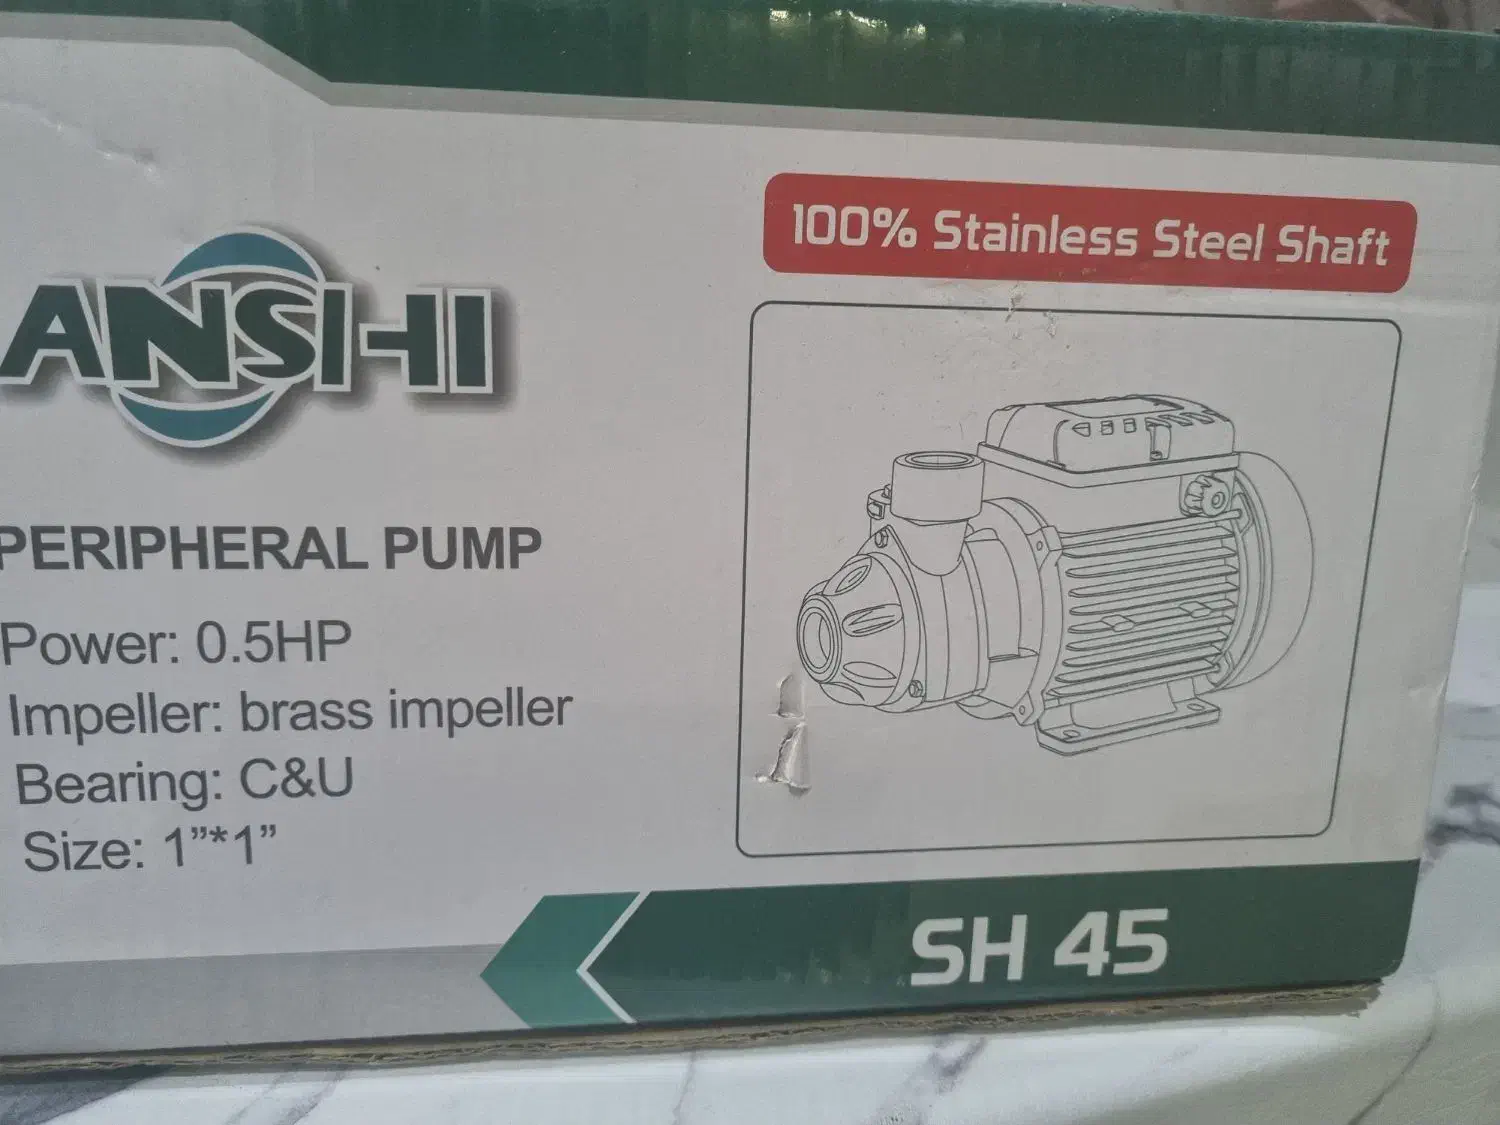 ANSHI
100% Stainless Steel Shaft
PERIPHERAL PUMP
Power: 0.5HP
Impeller: brass impeller
Bearing: C&U
Size: 1”*1”
SH 45